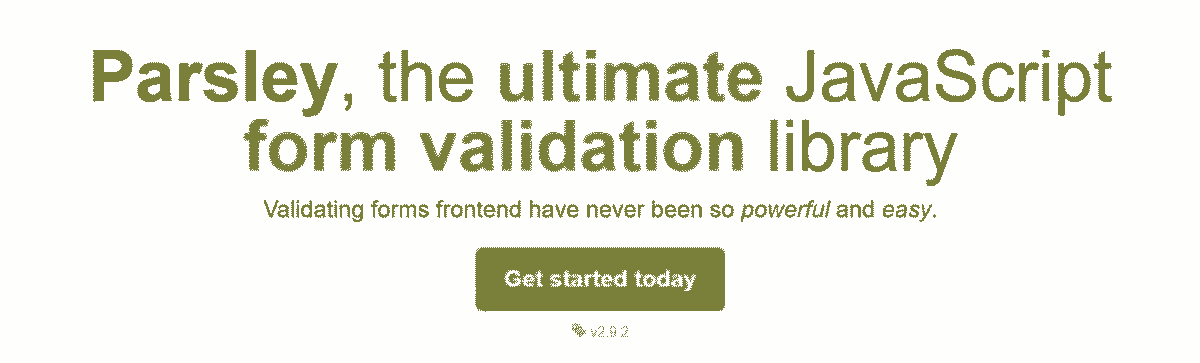 Parsley, the ultimate JavaScript
form validation library
Validating forms frontend have never been so powerful and easy.
Get started today
v2.9.2